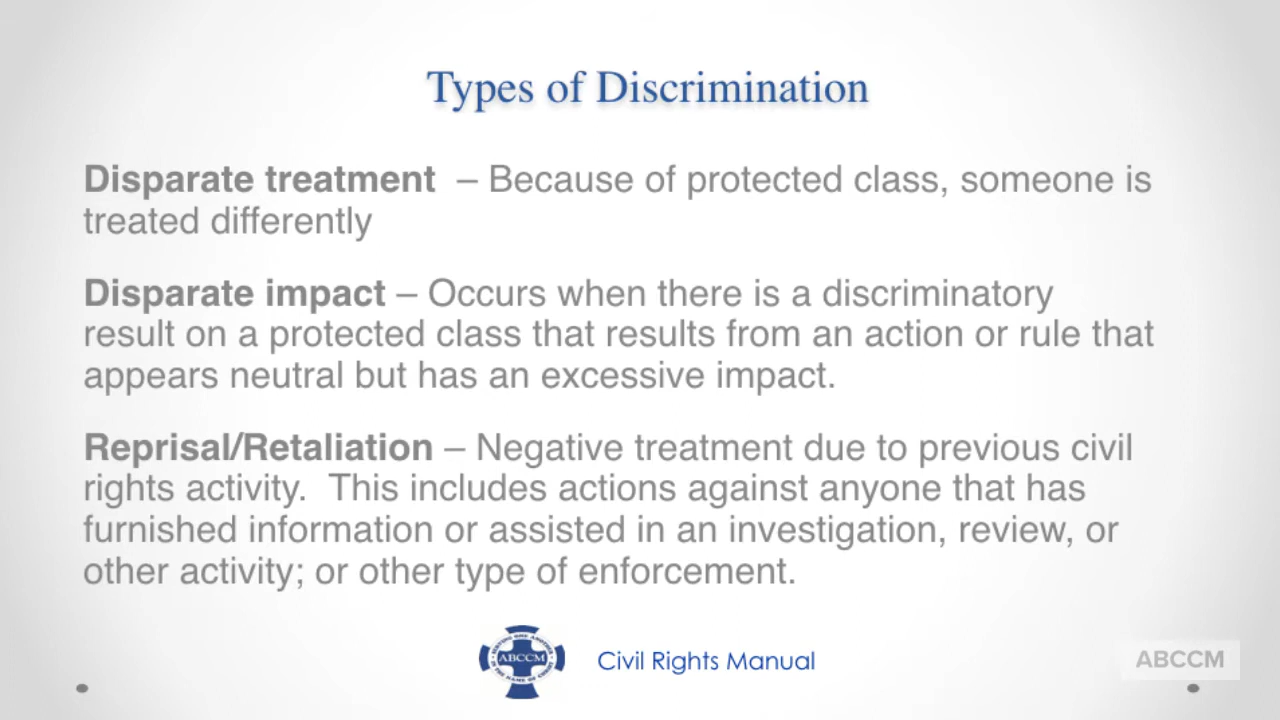 Types of Discrimination
Disparate treatment – Because of protected class, someone is
treated differently
Disparate impact – Occurs when there is a discriminatory
result on a protected class that results from an action or rule that
appears neutral but has an excessive impact.
Reprisal/Retaliation – Negative treatment due to previous civil
rights activity.  This includes actions against anyone that has
furnished information or assisted in an investigation, review, or
other activity; or other type of enforcement.
ABCCM
Civil Rights Manual
ABCCM